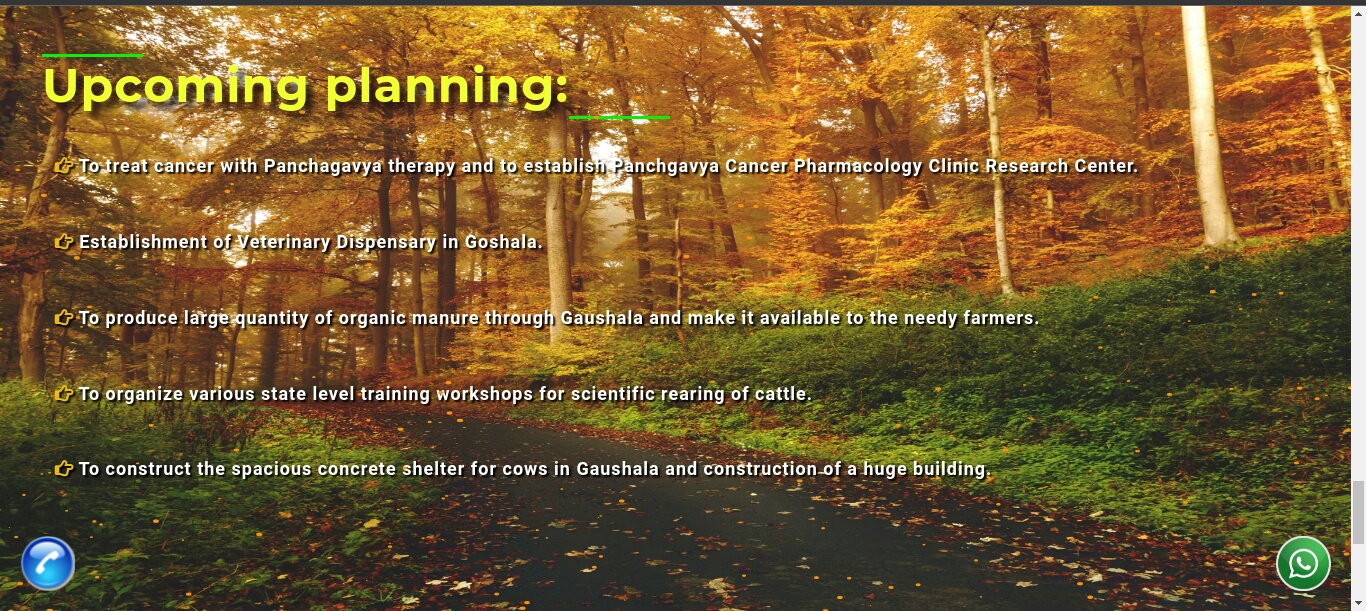 Upcoming planning:
To treat cancer with Panchagavya therapy and to establish Panchgavya Cancer Pharmacology Clinic Research Center.
Establishment of Veterinary Dispensary in Goshala.
To produce large quantity of organic manure through Gaushala and make it available to the needy farmers.
To organize various state level training workshops for scientific rearing of cattle.
To construct the spacious concrete shelter for cows in Gaushala and construction of a huge building.